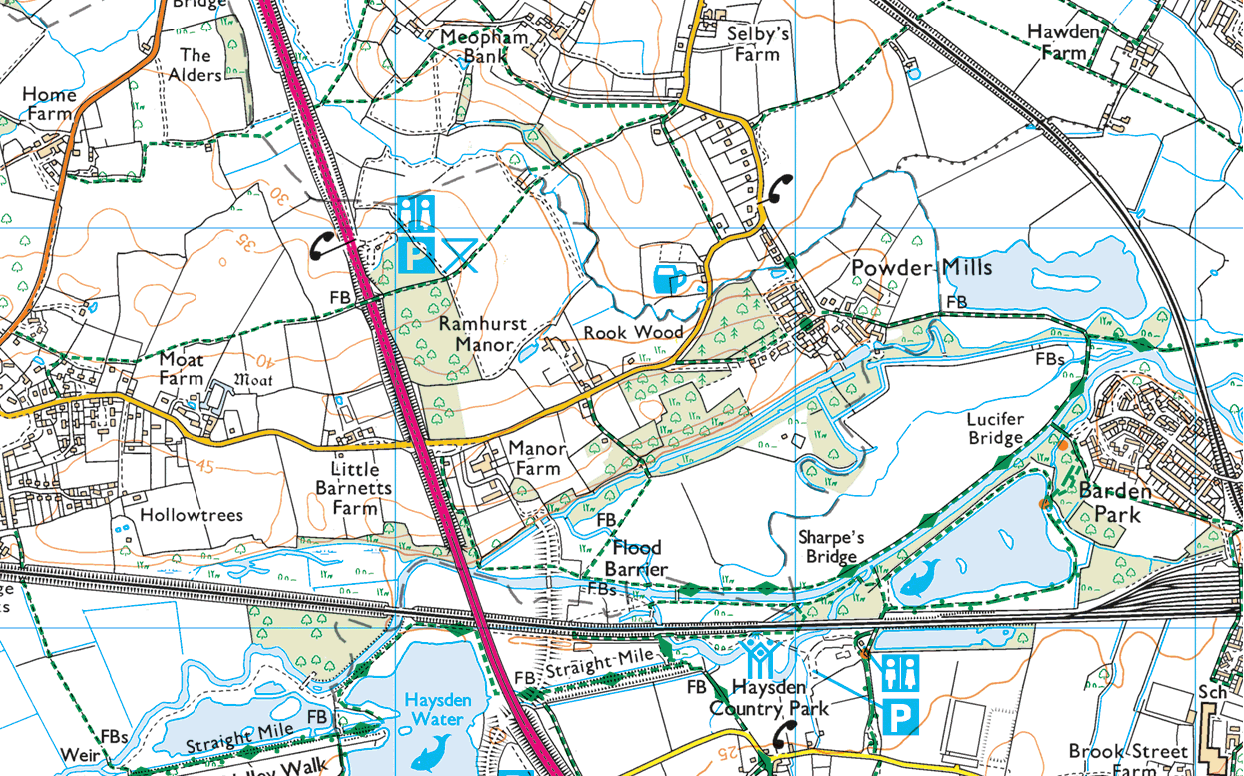 Bridge
The
Alders
Home
Farm
Meopham
Bank
Selby's
Farm
Hawden
Farm
30
35
P
FB
Ramhurst
Manor
Rook Wood
Powder Mills
FB
FBs
Moat
Farm
Moat
40
45
Little
Barnetts
Farm
Hollowtrees
Manor
Farm
Lucifer
Bridge
Barden
Park
FB
Flood
Barrier
FBs
Sharpe's
Bridge
Straight Mile
FB
FB
Haysden
Country Park
P
Haysden
Water
FB
Straight Mile
FBs
Weir
25
Sch
Brook Street
Farm
Valley Walk